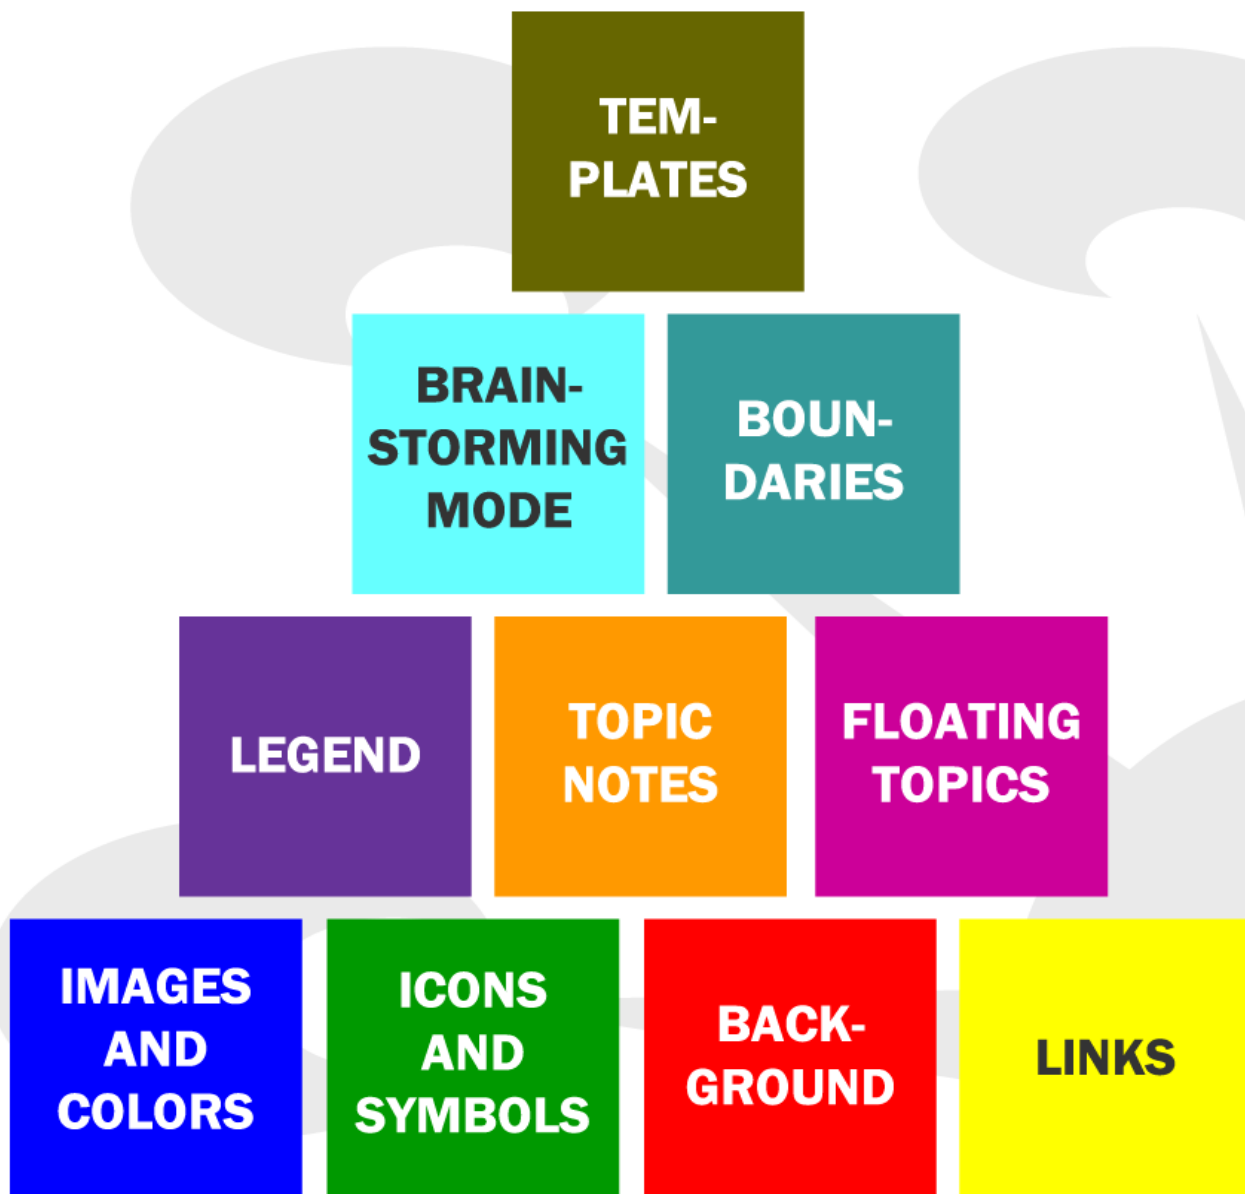 TEM-
PLATES
BRAIN-
STORMING
MODE
BOUN-
DARIES
LEGEND
TOPIC
NOTES
FLOATING
TOPICS
IMAGES
AND
COLORS
ICONS
AND
SYMBOLS
BACK-
GROUND
LINKS